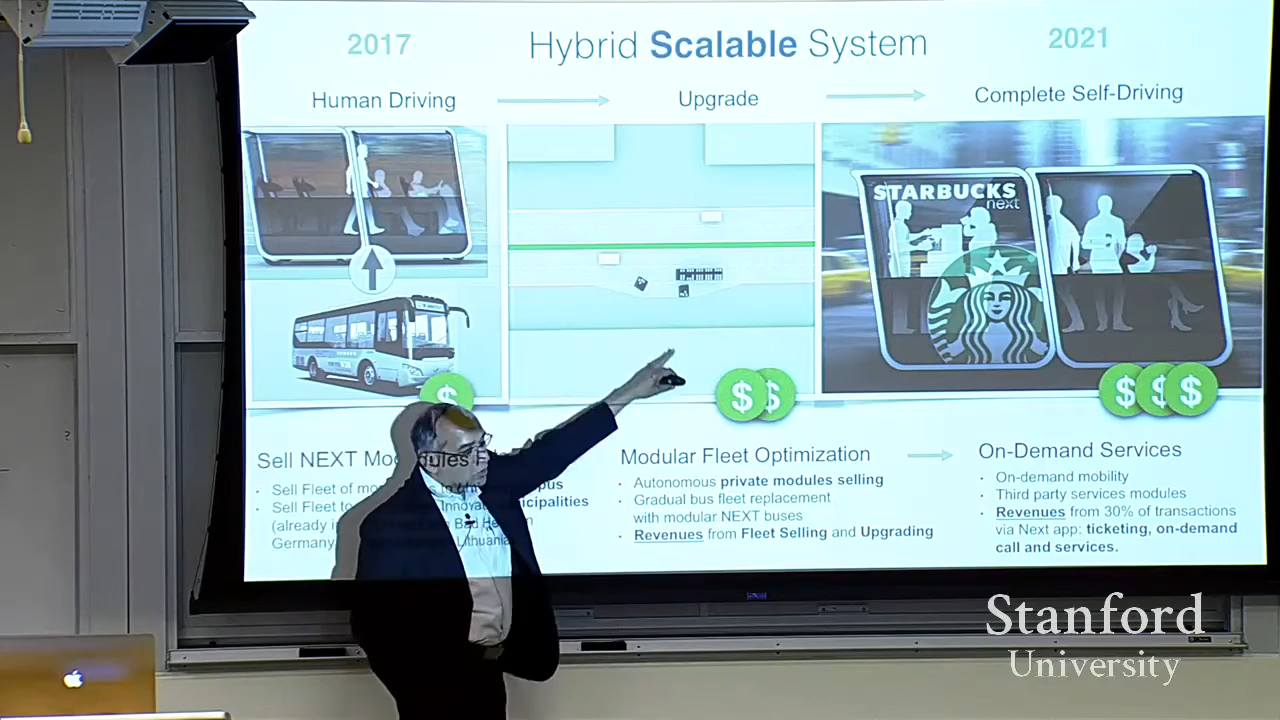 2017
Hybrid Scalable System
2021
Human Driving
Upgrade
Complete Self-Driving
STARBUCKS
next
$
$ $
$ $ $
Sell NEXT
Modular Fleet Optimization
On-Demand Services
· Sell Fleet of
· Sell Fleet to
(already
Germany
Lithuania
· Autonomous private modules selling
· Gradual bus fleet replacement
with modular NEXT buses
· Revenues from Fleet Selling and Upgrading
· On-demand mobility
· Third party services modules
· Revenues from 30% of transactions
via Next app: ticketing, on-demand
call and services.
Stanford
University